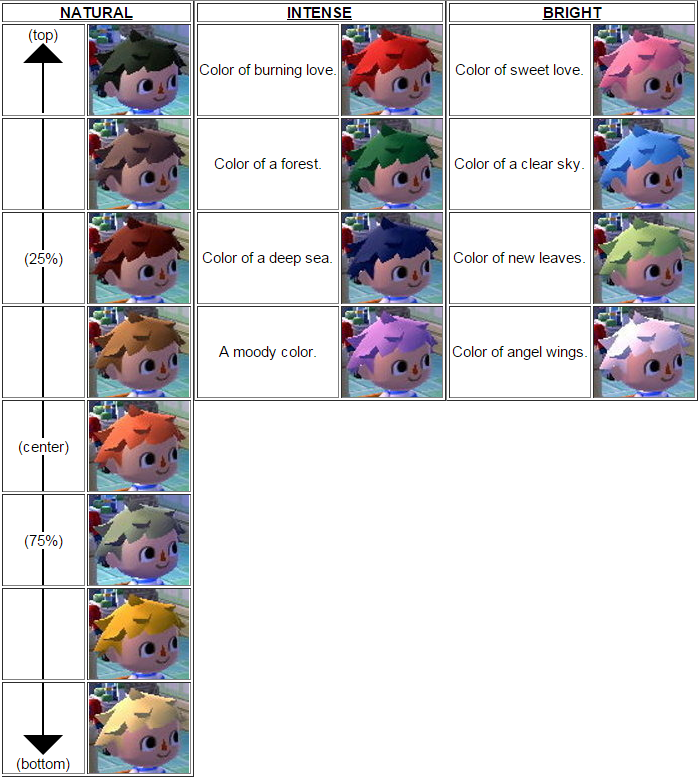 NATURAL
INTENSE
BRIGHT
(top)
Color of burning love.
Color of sweet love.
Color of a forest.
Color of a clear sky.
(25%)
Color of a deep sea.
Color of new leaves.
A moody color.
Color of angel wings.
(center)
(75%)
(bottom)